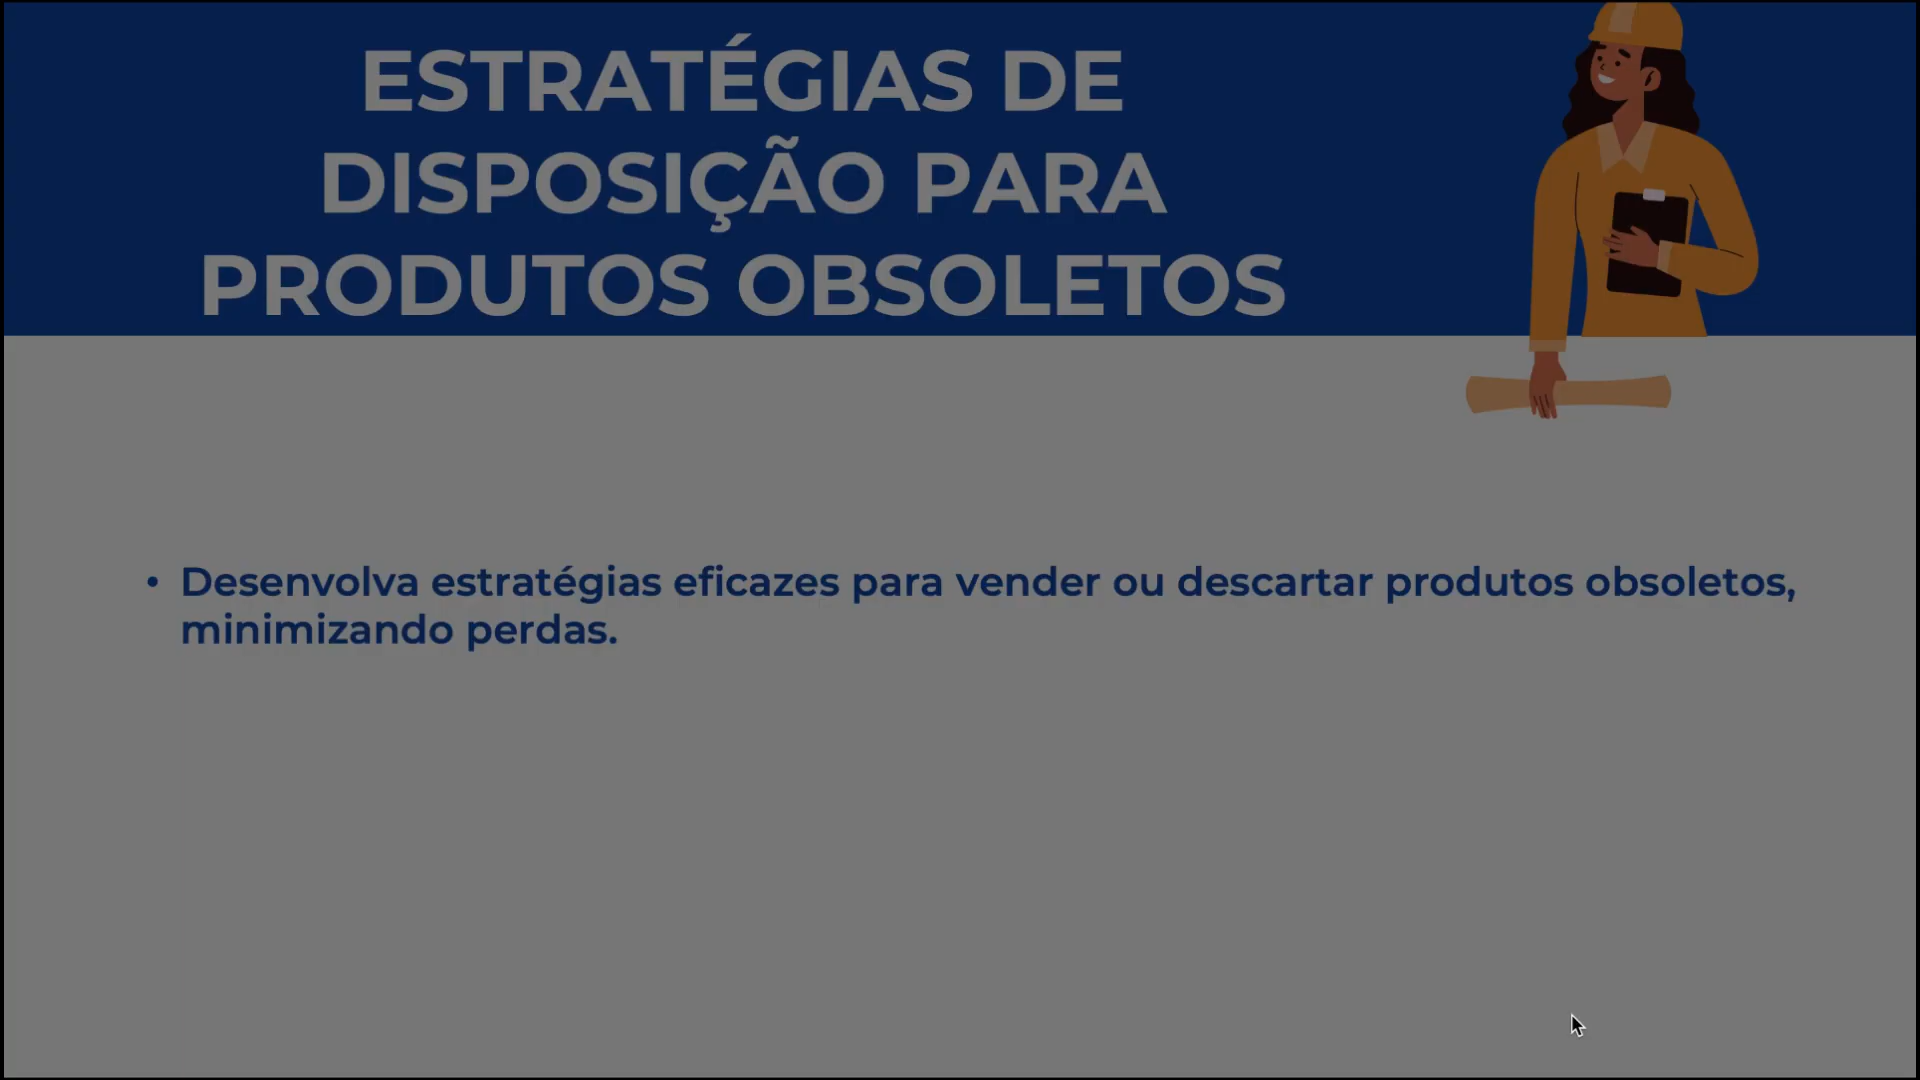 ESTRATÉGIAS DE
DISPOSIÇÃO PARA
PRODUTOS OBSOLETOS
• Desenvolva estratégias eficazes para vender ou descartar produtos obsoletos,
minimizando perdas.